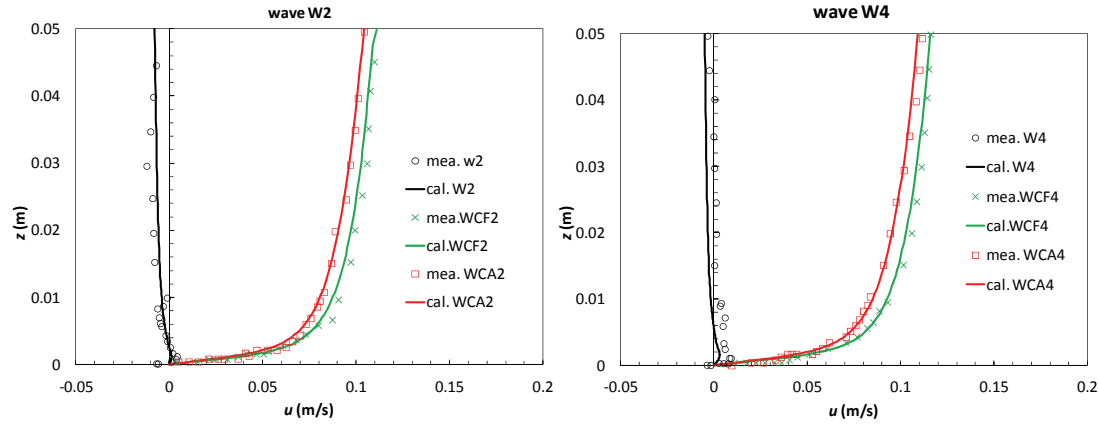 wave W2
0.05
0.04
0.03
0.02
0.01
0
z (m)
-0.05 0 0.05 0.1 0.15 0.2
u (m/s)
mea. w2
cal. W2
mea.WCF2
cal.WCF2
mea. WCA2
cal. WCA2
wave W4
0.05
0.04
0.03
0.02
0.01
0
z (m)
-0.05 0 0.05 0.1 0.15 0.2
u (m/s)
mea. W4
cal. W4
mea.WCF4
cal.WCF4
mea. WCA4
cal. WCA4